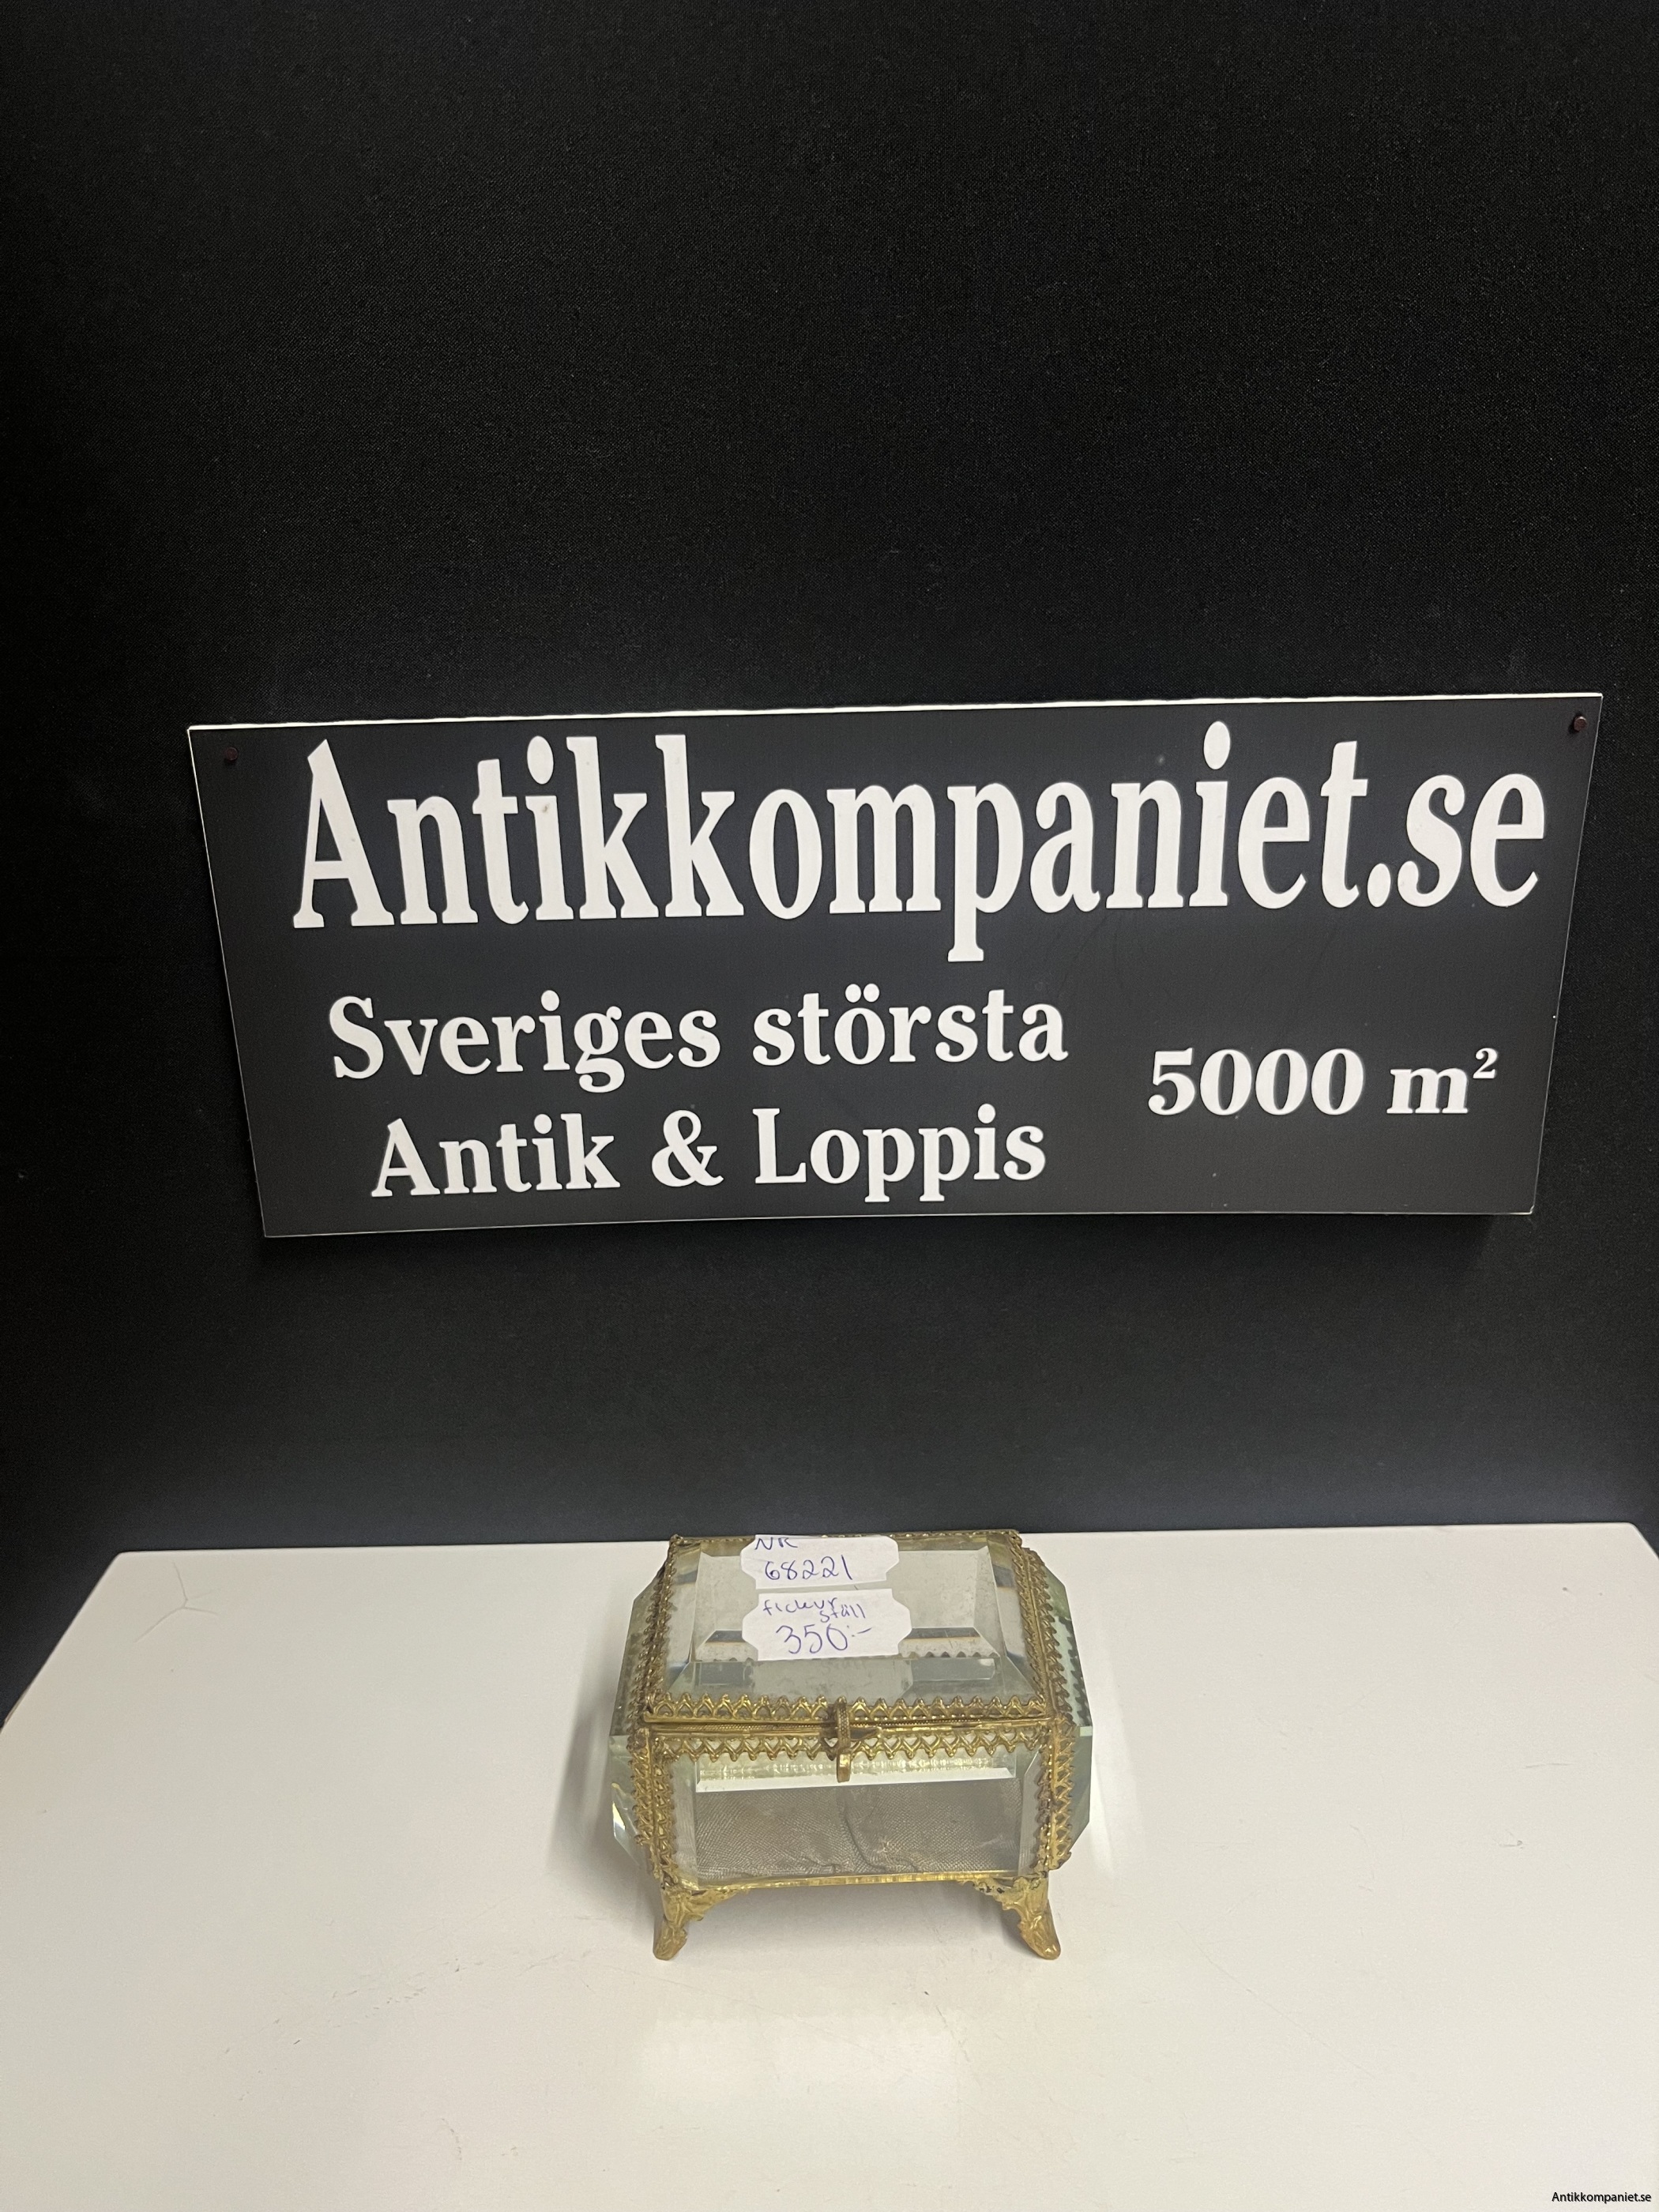 Antikkompaniet.se
Sveriges största
Antik & Loppis
5000 m²
NR
68221
fickur
ställ
350:-
Antikkompaniet.se